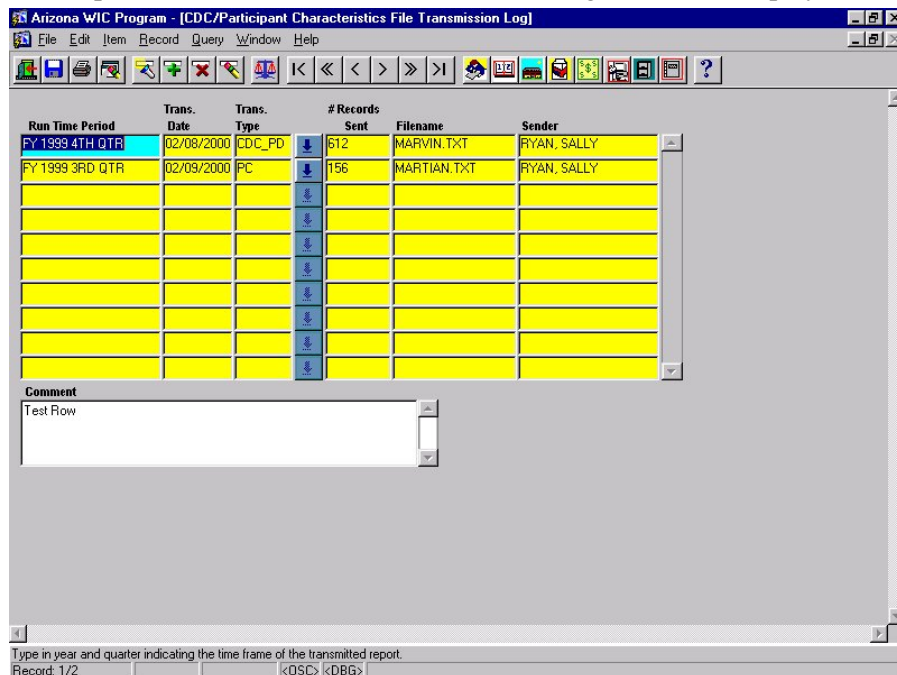 Arizona WIC Program - [CDC/Participant Characteristics File Transmission Log]
File Edit Item Record Query Window Help
Trans. Trans. # Records
Run Time Period Date Type Sent Filename Sender
FY 1999 4TH QTR 02/08/2000 CDC_PD 612 MARVIN.TXT RYAN, SALLY
FY 1999 3RD QTR 02/09/2000 PC 156 MARTIAN.TXT RYAN, SALLY
Comment
Test Row
Type in year and quarter indicating the time frame of the transmitted report.
Record: 1/2 <OSC> <DBG>